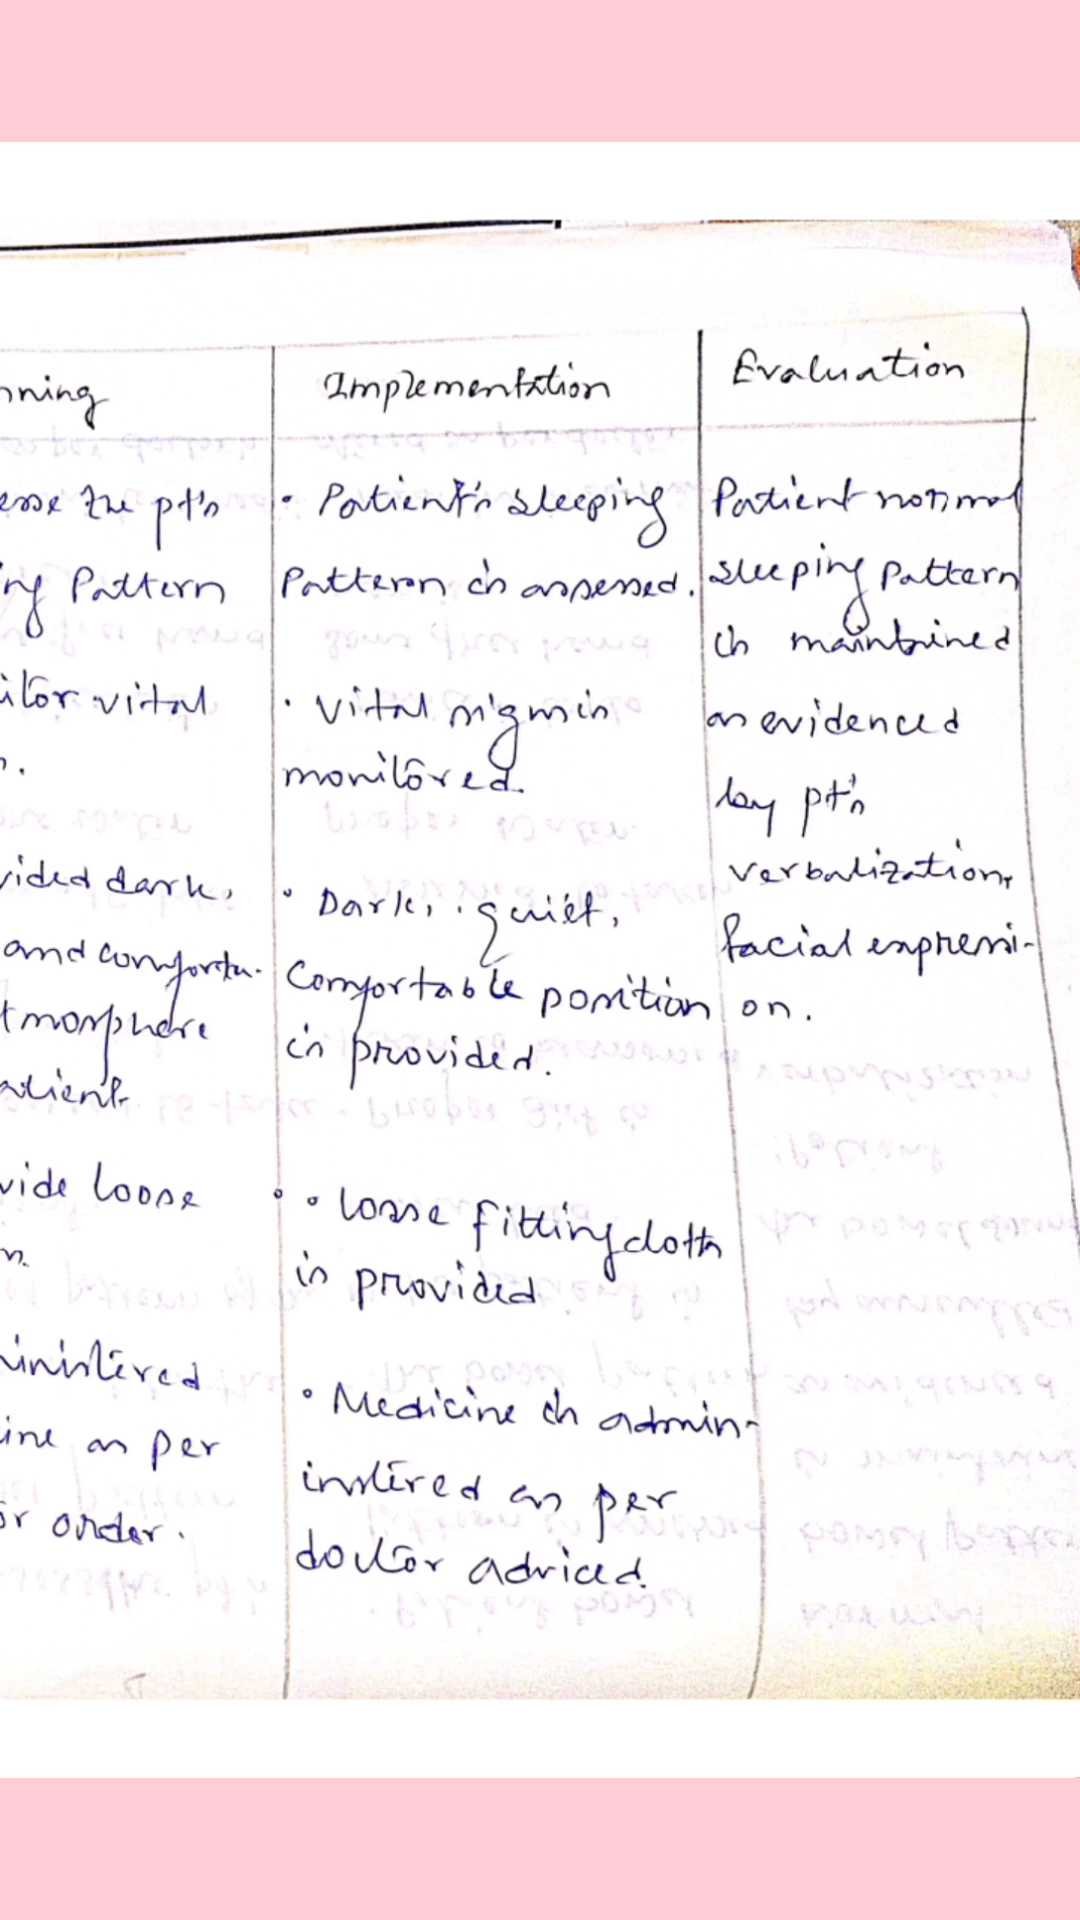 nning
esse the pt's
ing Pattern
itor vital
vided dark,
and comforta-
tmosphere
atient.
vide loose
inistered
ine as per
or order.
Implementation
• Patient's sleeping
Pattern is assessed.
• Vital sign is
monitored.
• Dark, quiet,
Comfortable position
is provided.
• losse fitting cloth
is provided
• Medicine is admin-
instered as per
doctor adviced.
Evaluation
Patient normal
sleeping pattern
is maintained
as evidenced
by pt's
verbalization,
facial expressi-
on.